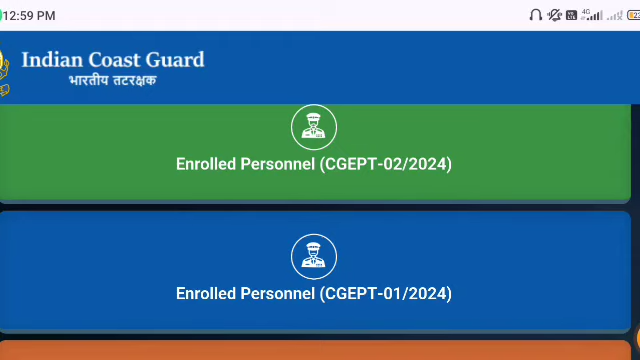 12:59 PM
4G
Indian Coast Guard
भारतीय तटरक्षक
Enrolled Personnel (CGEPT-02/2024)
Enrolled Personnel (CGEPT-01/2024)